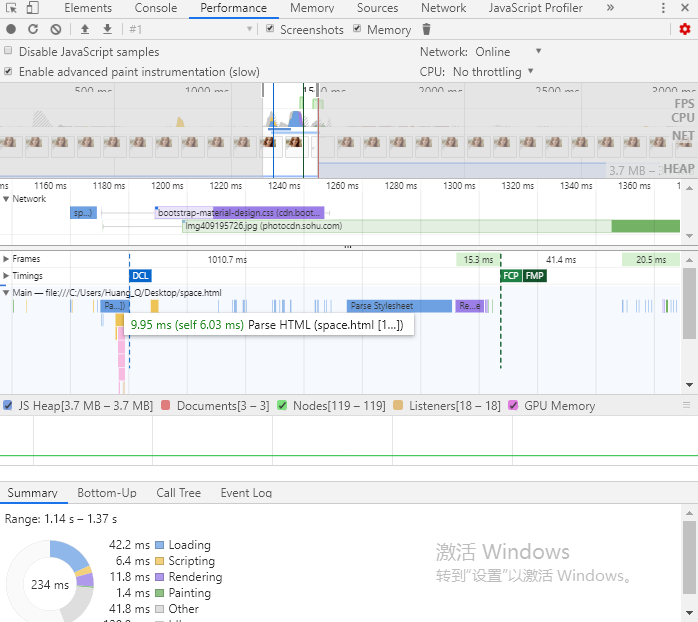 Elements Console Performance Memory Sources Network JavaScript Profiler »
#1 Screenshots Memory
Disable JavaScript samples Network: Online
Enable advanced paint instrumentation (slow) CPU: No throttling
500 ms 1000 ms 2000 ms 2500 ms 3000
FPS
CPU
NET
3.7 MB – HEAP
ms 1160 ms 1180 ms 1200 ms 1220 ms 1240 ms 1260 ms 1280 ms 1300 ms 1320 ms 1340 ms 1360 ms
Network
sp…) bootstrap-material-design.css (cdn.boot…
img409195726.jpg (photocdn.sohu.com)
Frames 1010.7 ms 15.3 ms 41.4 ms 20.5 ms
Timings DCL FCP FMP
Main — file:///C:/Users/Huang_Q/Desktop/space.html
Pa…]) Parse Stylesheet Re…e
9.95 ms (self 6.03 ms) Parse HTML (space.html [1…])
JS Heap[3.7 MB – 3.7 MB] Documents[3 – 3] Nodes[119 – 119] Listeners[18 – 18] GPU Memory
Summary Bottom-Up Call Tree Event Log
Range: 1.14 s – 1.37 s
42.2 ms Loading
6.4 ms Scripting
11.8 ms Rendering
234 ms
1.4 ms Painting
41.8 ms Other
激活 Windows
转到“设置”以激活 Windows。